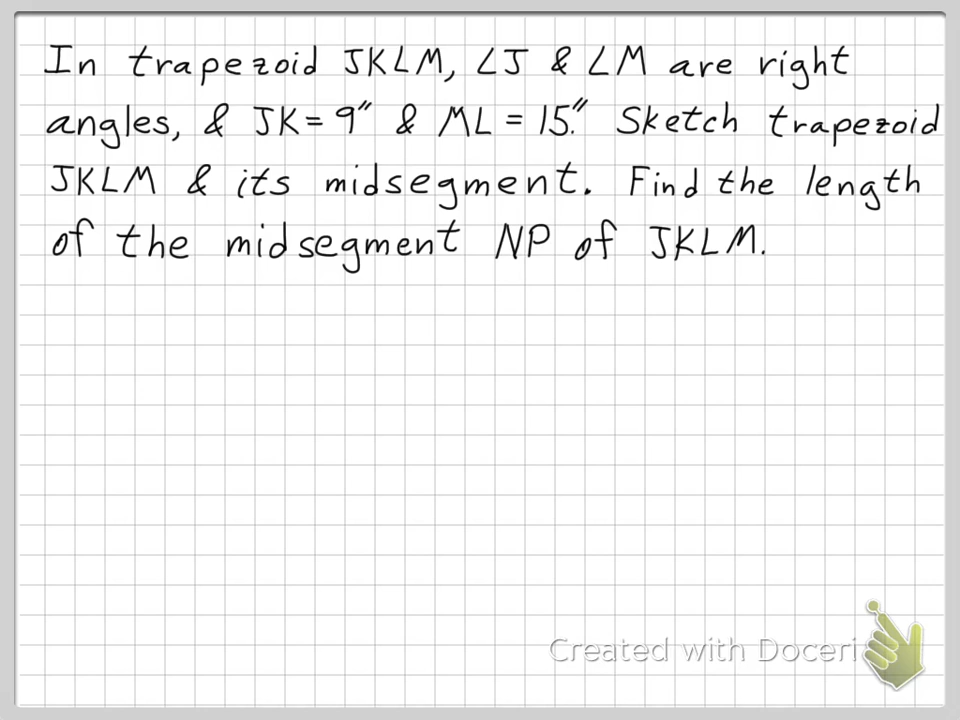 In trapezoid JKLM, ∠J & ∠M are right
angles, & JK = 9" & ML = 15." Sketch trapezoid
JKLM & its midsegment. Find the length
of the midsegment NP of JKLM.
Created with Doceri